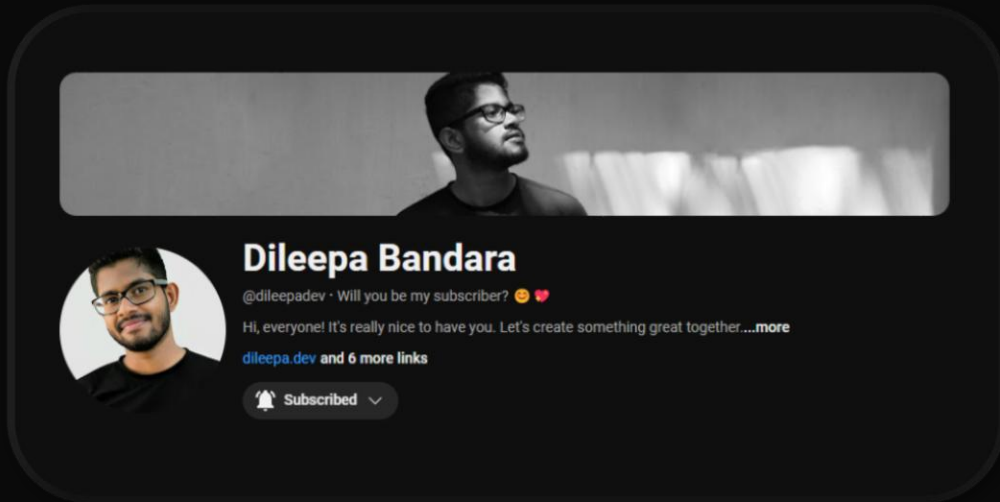 Dileepa Bandara
@dileepadev · Will you be my subscriber? 😊 💖
Hi, everyone! It's really nice to have you. Let's create something great together....more
dileepa.dev and 6 more links
Subscribed